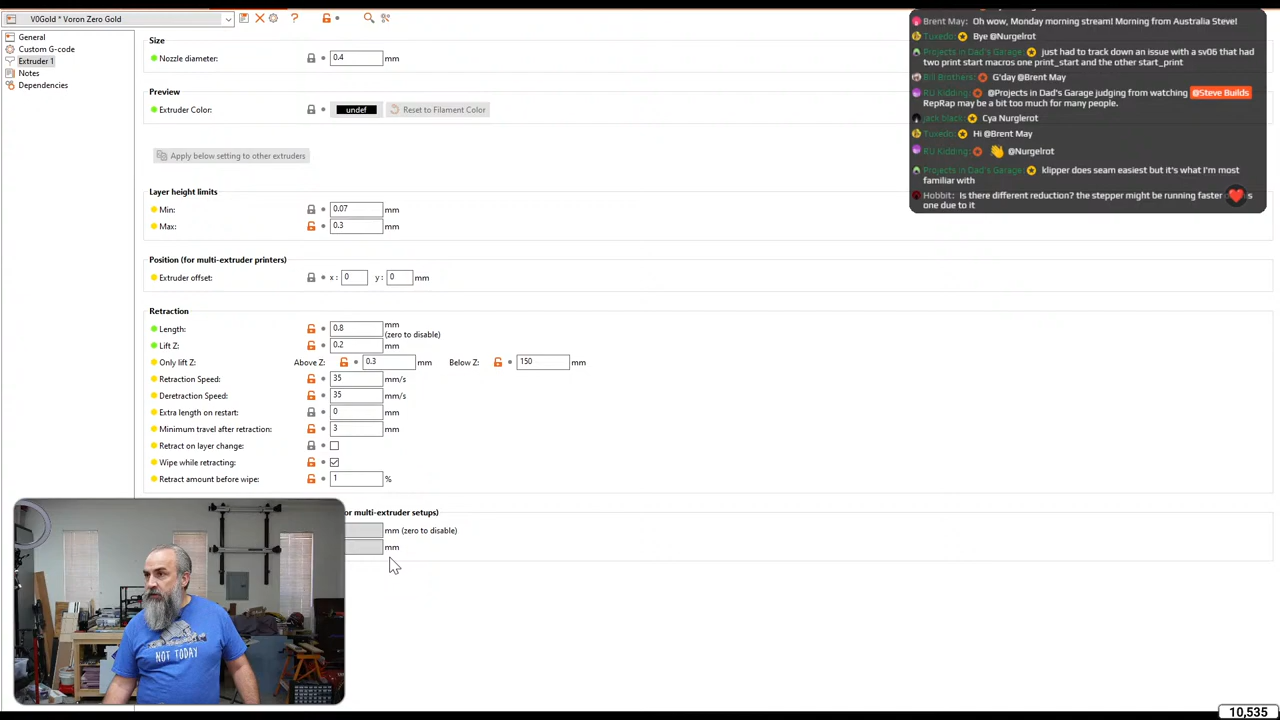 V0Gold * Voron Zero Gold
General
Custom G-code
Extruder 1
Notes
Dependencies
Size
Nozzle diameter: 0.4 mm
Preview
Extruder Color: undef Reset to Filament Color
Apply below setting to other extruders
Layer height limits
Min: 0.07 mm
Max: 0.3 mm
Position (for multi-extruder printers)
Extruder offset: x : 0 y : 0 mm
Retraction
Length: 0.8 mm (zero to disable)
Lift Z: 0.2 mm
Only lift Z: Above Z: 0.3 mm Below Z: 150 mm
Retraction Speed: 35 mm/s
Deretraction Speed: 35 mm/s
Extra length on restart: 0 mm
Minimum travel after retraction: 3 mm
Retract on layer change:
Wipe while retracting:
Retract amount before wipe: 1 %
or multi-extruder setups)
mm (zero to disable)
mm
Brent May: Oh wow, Monday morning stream! Morning from Australia Steve!
Tuxedo: Bye @Nurgelrot
Projects in Dad's Garage: just had to track down an issue with a sv06 that had
two print start macros one print_start and the other start_print
Bill Brothers: G'day @Brent May
RU Kidding: @Projects in Dad's Garage judging from watching @Steve Builds
RepRap may be a bit too much for many people.
jack black: Cya Nurglerot
Tuxedo: Hi @Brent May
RU Kidding: @Nurgelrot
Projects in Dad's Garage: klipper does seam easiest but it's what I'm most
familiar with
Hobbit: Is there different reduction? the stepper might be running faster
one due to it
NOT TODAY
10,535